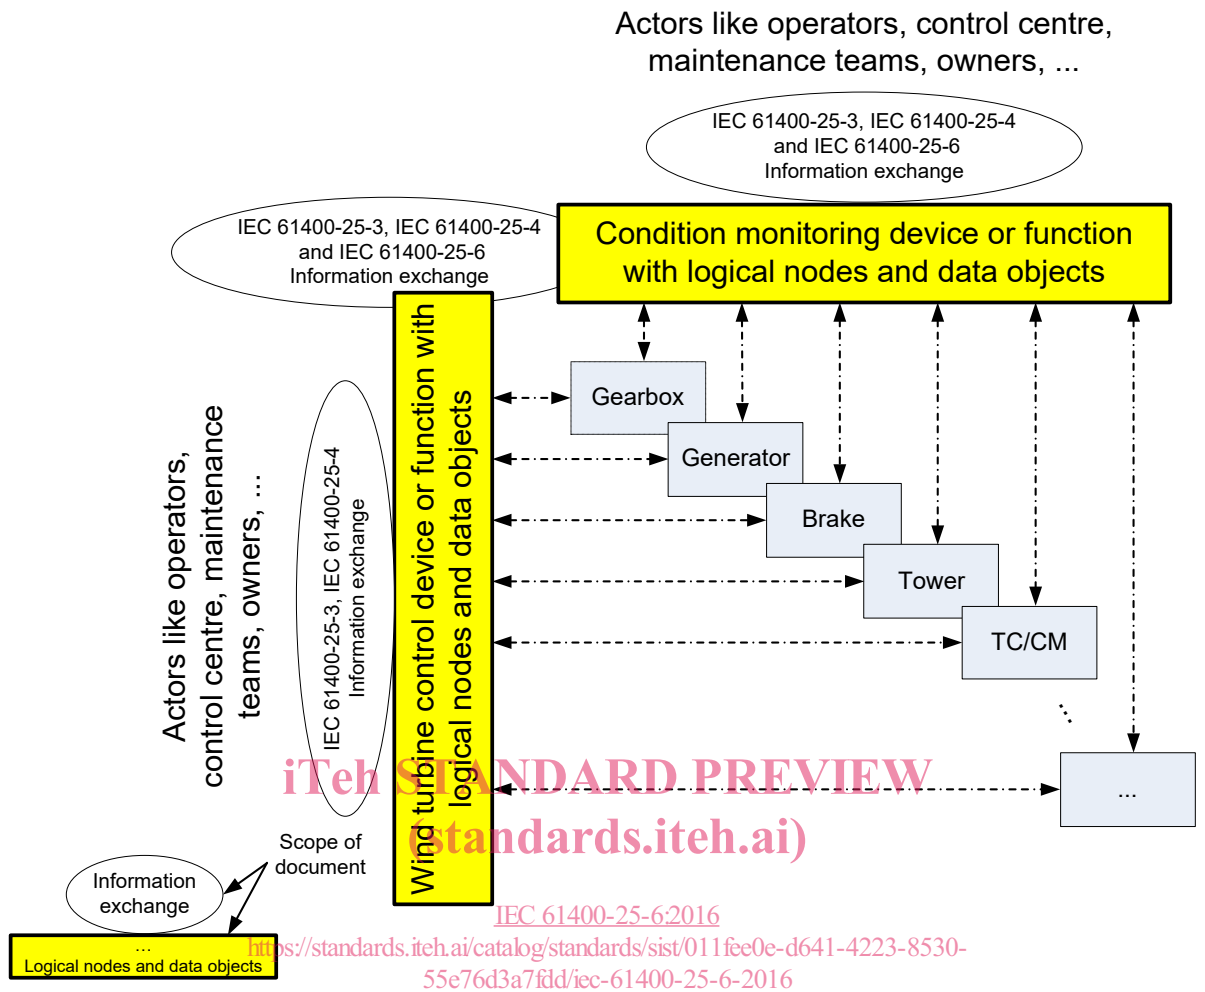 Actors like operators, control centre,
maintenance teams, owners, ...
IEC 61400-25-3, IEC 61400-25-4
and IEC 61400-25-6
Information exchange
IEC 61400-25-3, IEC 61400-25-4
and IEC 61400-25-6
Information exchange
Condition monitoring device or function
with logical nodes and data objects
Actors like operators,
control centre, maintenance
teams, owners, ...
IEC 61400-25-3, IEC 61400-25-4
Information exchange
Wind turbine control device or function with
logical nodes and data objects
Gearbox
Generator
Brake
Tower
TC/CM
...
...
iTeh STANDARD PREVIEW
(standards.iteh.ai)
Scope of
document
Information
exchange
...
Logical nodes and data objects
IEC 61400-25-6:2016
https://standards.iteh.ai/catalog/standards/sist/011fee0e-d641-4223-8530-
55e76d3a7fdd/iec-61400-25-6-2016